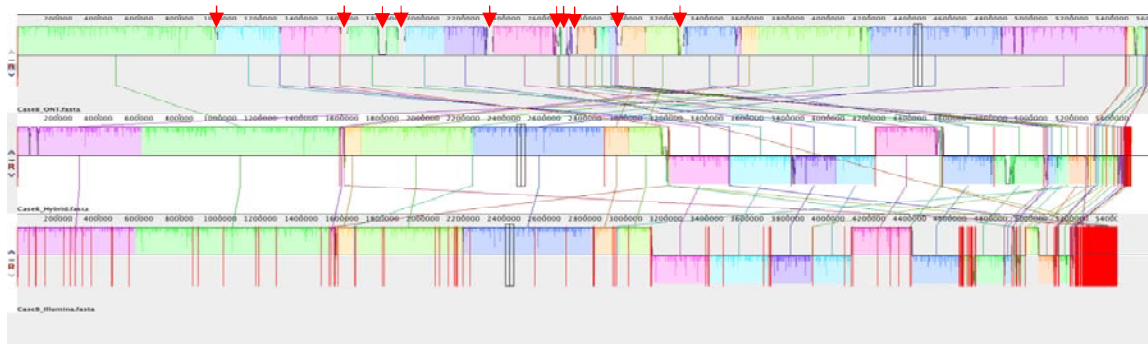 200000 400000 600000 800000 1000000 1200000 1400000 1600000 1800000 2000000 2200000 2400000 2600000 2800000 3200000 3400000 3600000 3800000 4000000 4200000 4400000 4600000 4800000 5000000 5200000 5400000
R
CaseB_ONT.fasta
200000 400000 600000 800000 1000000 1200000 1400000 1600000 1800000 2000000 2200000 2400000 2600000 2800000 3000000 3200000 3400000 3600000 3800000 4000000 4200000 4400000 4600000 4800000 5000000 5200000 5400000
R
CaseB_Hybrid.fasta
200000 400000 600000 800000 1000000 1200000 1400000 1600000 1800000 2000000 2200000 2400000 2600000 2800000 3000000 3200000 3400000 3600000 3800000 4000000 4200000 4400000 4600000 4800000 5000000 5200000 5400
R
CaseB_Illumina.fasta